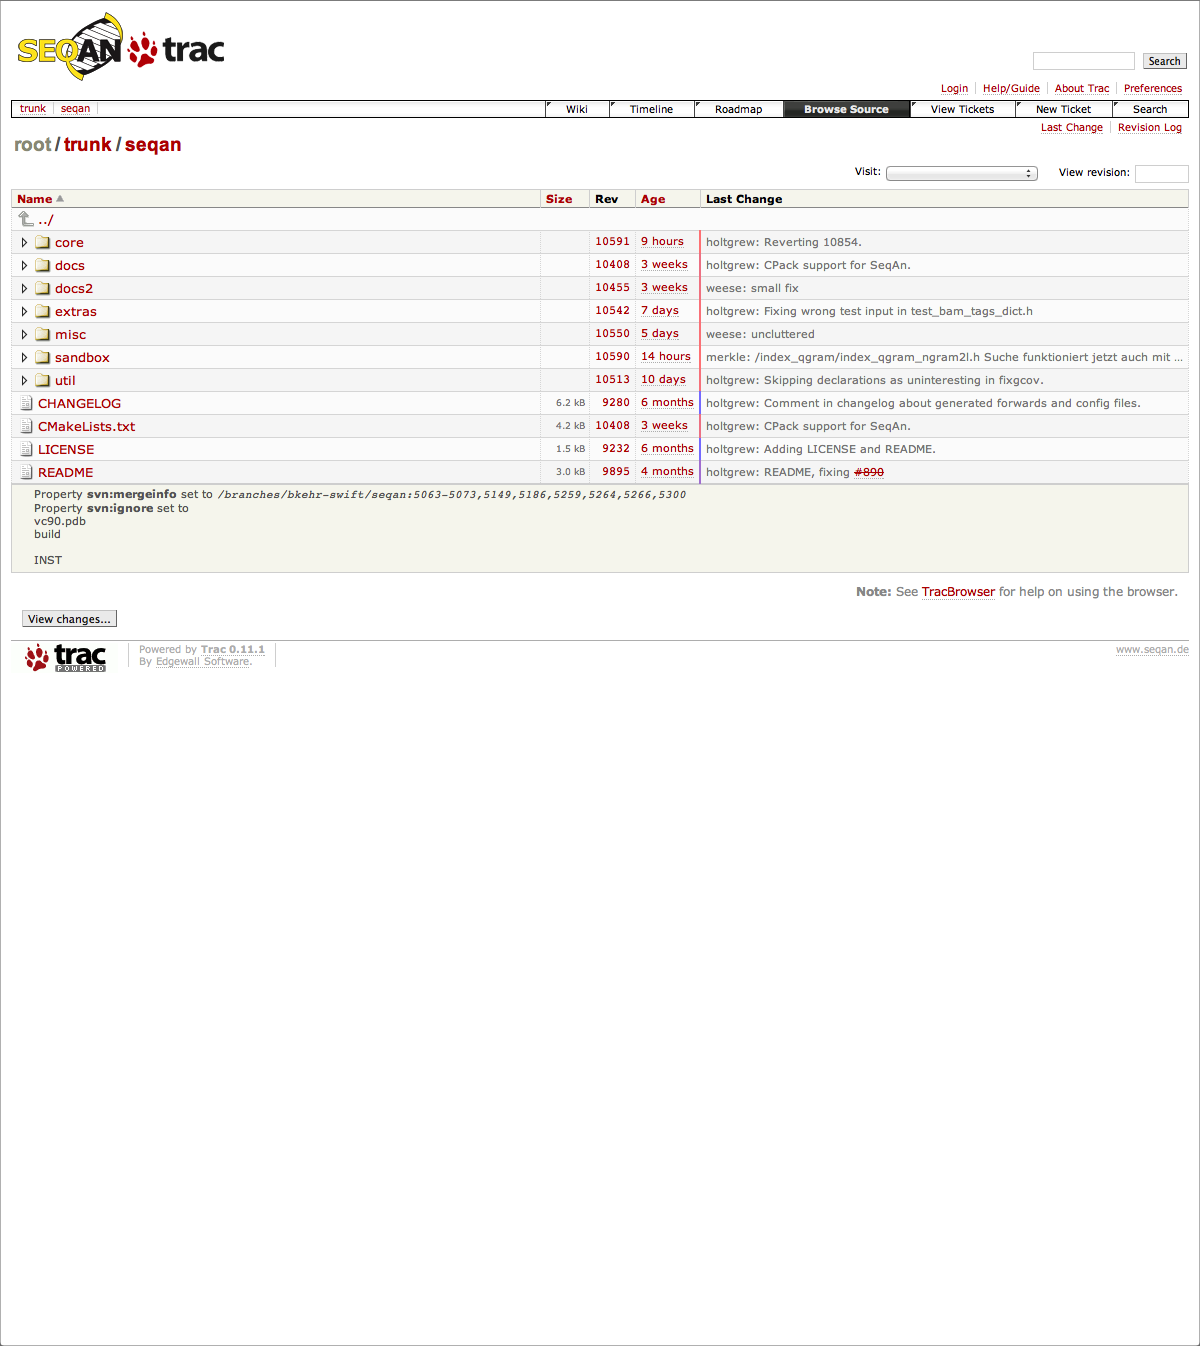 SEQAN trac
Search
Login Help/Guide About Trac Preferences
trunk seqan Wiki Timeline Roadmap Browse Source View Tickets New Ticket Search
Last Change Revision Log
root / trunk / seqan
Visit: View revision:
Name Size Rev Age Last Change
../
core 10591 9 hours holtgrew: Reverting 10854.
docs 10408 3 weeks holtgrew: CPack support for SeqAn.
docs2 10455 3 weeks weese: small fix
extras 10542 7 days holtgrew: Fixing wrong test input in test_bam_tags_dict.h
misc 10550 5 days weese: uncluttered
sandbox 10590 14 hours merkle: /index_qgram/index_qgram_ngram2l.h Suche funktioniert jetzt auch mit ...
util 10513 10 days holtgrew: Skipping declarations as uninteresting in fixgcov.
CHANGELOG 6.2 kB 9280 6 months holtgrew: Comment in changelog about generated forwards and config files.
CMakeLists.txt 4.2 kB 10408 3 weeks holtgrew: CPack support for SeqAn.
LICENSE 1.5 kB 9232 6 months holtgrew: Adding LICENSE and README.
README 3.0 kB 9895 4 months holtgrew: README, fixing #890
Property svn:mergeinfo set to /branches/bkehr-swift/seqan:5063-5073,5149,5186,5259,5264,5266,5300
Property svn:ignore set to
vc90.pdb
build
INST
Note: See TracBrowser for help on using the browser.
View changes...
trac POWERED
Powered by Trac 0.11.1
By Edgewall Software.
www.seqan.de